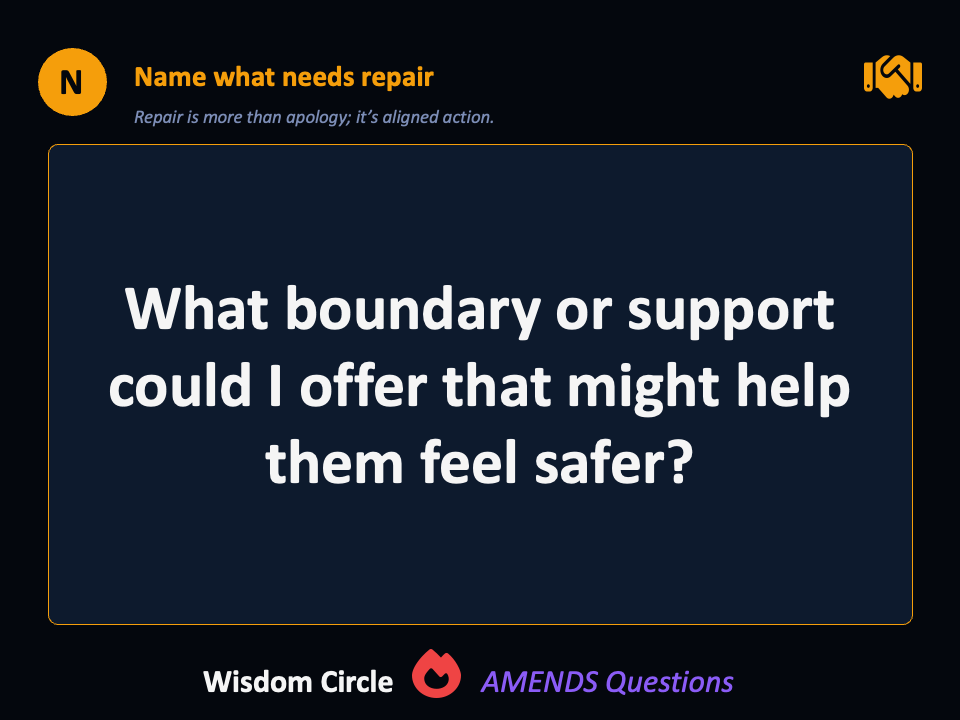 N
Name what needs repair
Repair is more than apology; it’s aligned action.
What boundary or support
could I offer that might help
them feel safer?
Wisdom Circle
AMENDS Questions